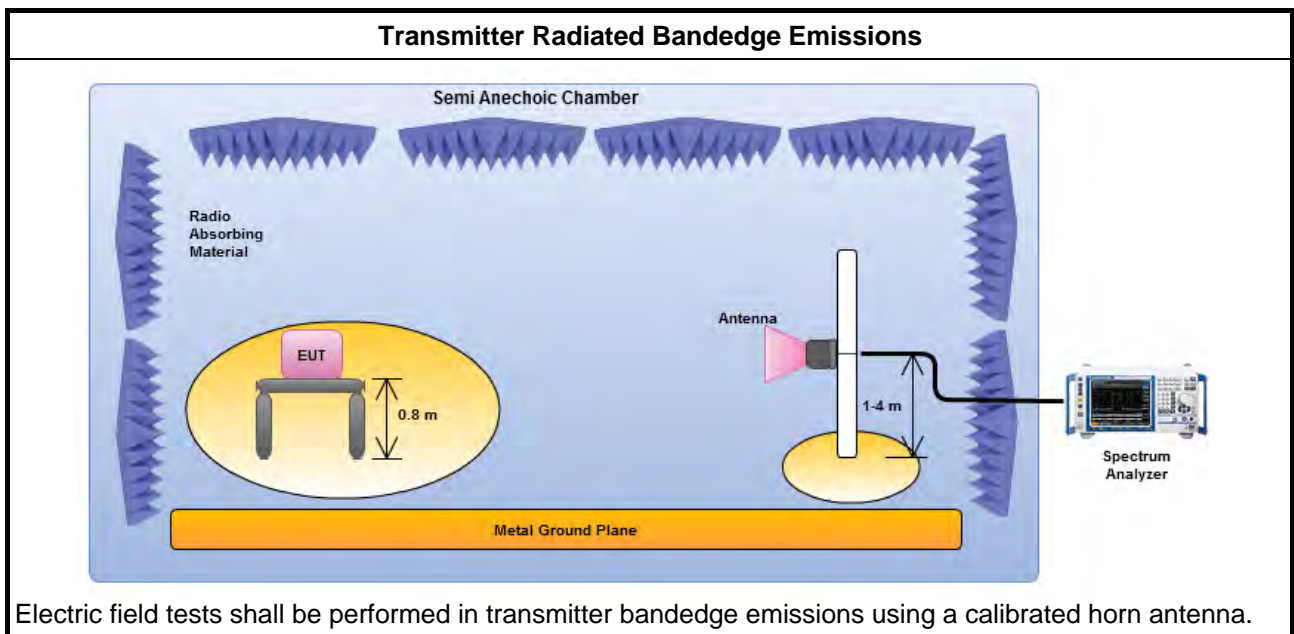 Transmitter Radiated Bandedge Emissions
Semi Anechoic Chamber
Radio
Absorbing
Material
Antenna
EUT
0.8 m
1-4 m
Spectrum
Analyzer
Metal Ground Plane
Electric field tests shall be performed in transmitter bandedge emissions using a calibrated horn antenna.